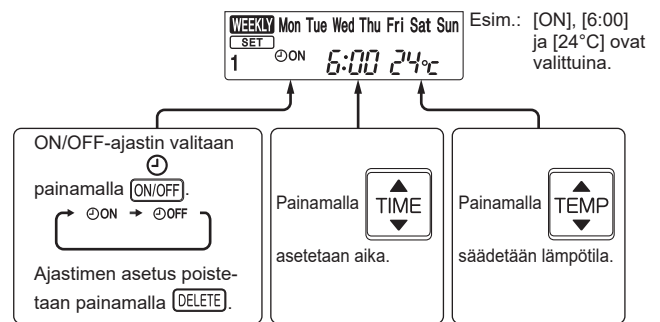 WEEKLY Mon Tue Wed Thu Fri Sat Sun
SET
1 ON 6:00 24°C
Esim.: [ON], [6:00]
ja [24°C] ovat
valittuina.
ON/OFF-ajastin valitaan
painamalla ON/OFF.
ON OFF
Ajastimen asetus poiste-
taan painamalla DELETE.
Painamalla TIME
asetetaan aika.
Painamalla TEMP
säädetään lämpötila.